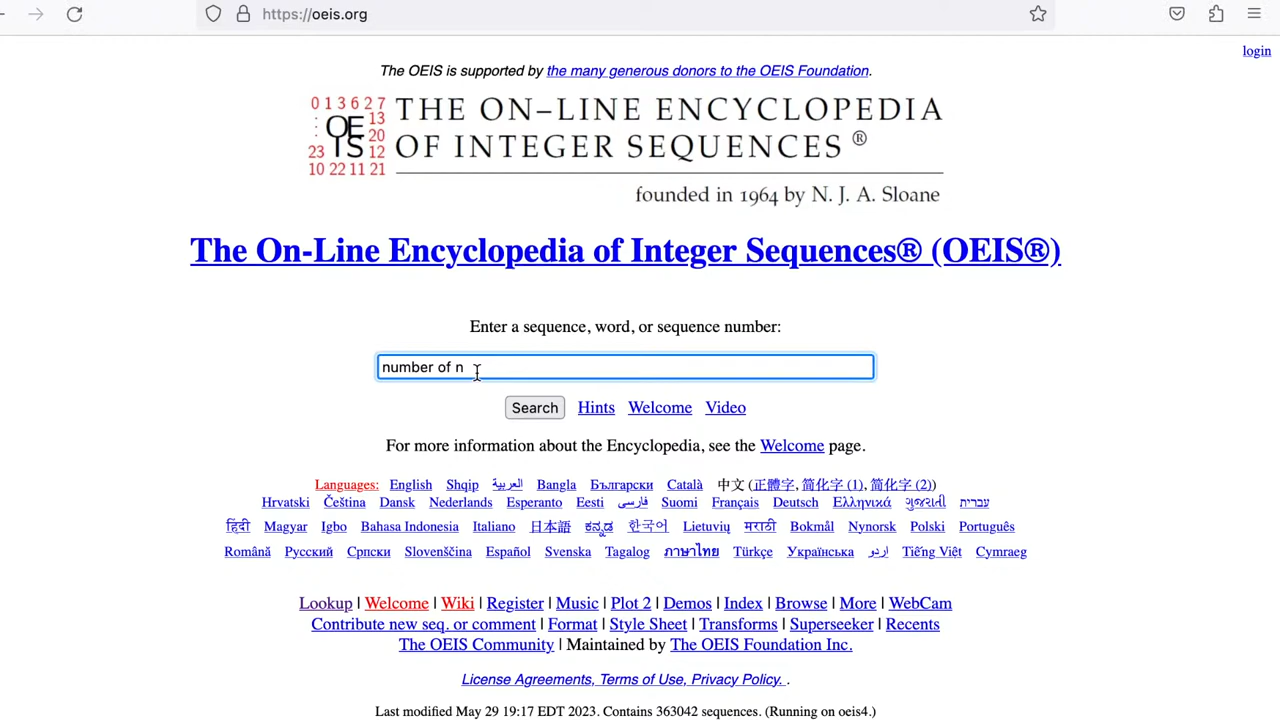 https://oeis.org
login
The OEIS is supported by the many generous donors to the OEIS Foundation.
0 1 3 6 2 7
: OE 13
: IS 20
23 12
10 22 11 21
THE ON–LINE ENCYCLOPEDIA
OF INTEGER SEQUENCES ®
founded in 1964 by N. J. A. Sloane
The On-Line Encyclopedia of Integer Sequences® (OEIS®)
Enter a sequence, word, or sequence number:
number of n
Search Hints Welcome Video
For more information about the Encyclopedia, see the Welcome page.
Languages: English Shqip العربية Bangla Български Català 中文 (正體字, 简化字 (1), 简化字 (2))
Hrvatski Čeština Dansk Nederlands Esperanto Eesti فارسی Suomi Français Deutsch Ελληνικά ગુજરાતી עברית
हिंदी Magyar Igbo Bahasa Indonesia Italiano 日本語 ಕನ್ನಡ 한국어 Lietuvių मराठी Bokmål Nynorsk Polski Português
Română Русский Српски Slovenščina Español Svenska Tagalog ภาษาไทย Türkçe Українська اردو Tiếng Việt Cymraeg
Lookup | Welcome | Wiki | Register | Music | Plot 2 | Demos | Index | Browse | More | WebCam
Contribute new seq. or comment | Format | Style Sheet | Transforms | Superseeker | Recents
The OEIS Community | Maintained by The OEIS Foundation Inc.
License Agreements, Terms of Use, Privacy Policy. .
Last modified May 29 19:17 EDT 2023. Contains 363042 sequences. (Running on oeis4.)